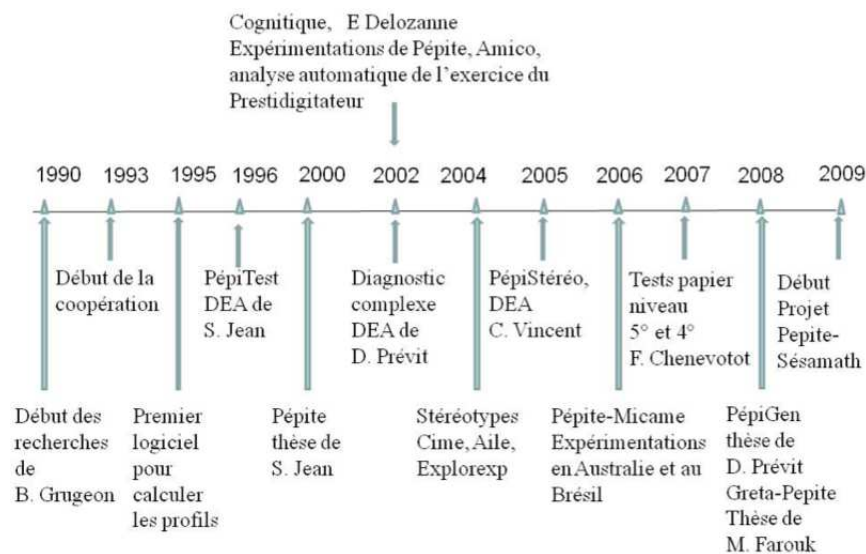 Cognitique, E Delozanne
Expérimentations de Pépite, Amico,
analyse automatique de l'exercice du
Prestidigitateur
1990 1993 1995 1996 2000 2002 2004 2005 2006 2007 2008 2009
Début de la
coopération
PépiTest
DEA de
S. Jean
Diagnostic
complexe
DEA de
D. Prévit
PépiStéréo,
DEA
C. Vincent
Tests papier
niveau
5° et 4°
F. Chenevotot
Début
Projet
Pepite-
Sésamath
Début des
recherches
de
B. Grugeon
Premier
logiciel
pour
calculer
les profils
Pépite
thèse de
S. Jean
Stéréotypes
Cime, Aile,
Explorexp
Pépite-Micame
Expérimentations
en Australie et au
Brésil
PépiGen
thèse de
D. Prévit
Greta-Pepite
Thèse de
M. Farouk